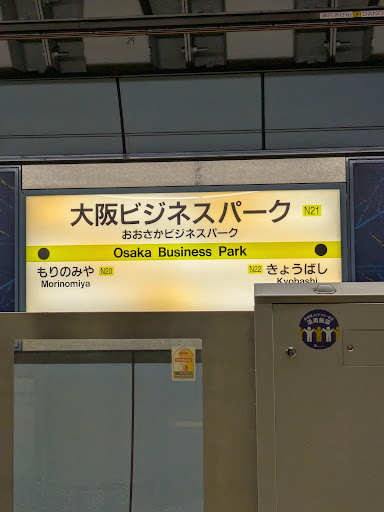 大阪ビジネスパーク N21
おおさかビジネスパーク
Osaka Business Park
もりのみや N20
N22 きょうばし
Morinomiya
Kyobashi